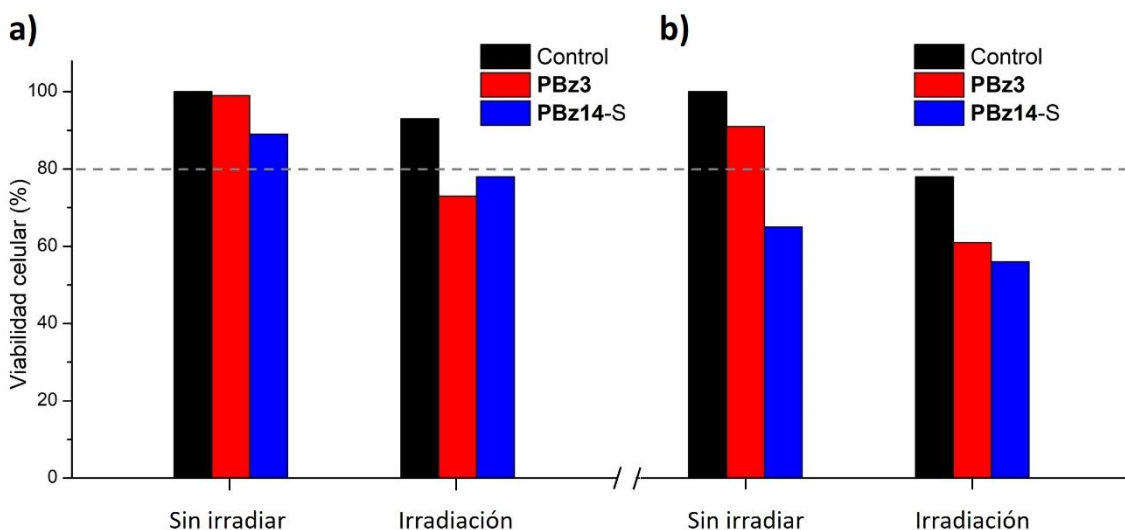 a)
Control
PBz3
PBz14-S
b)
Control
PBz3
PBz14-S
Viabilidad celular (%)
100
80
60
40
20
0
Sin irradiar
Irradiación
Sin irradiar
Irradiación